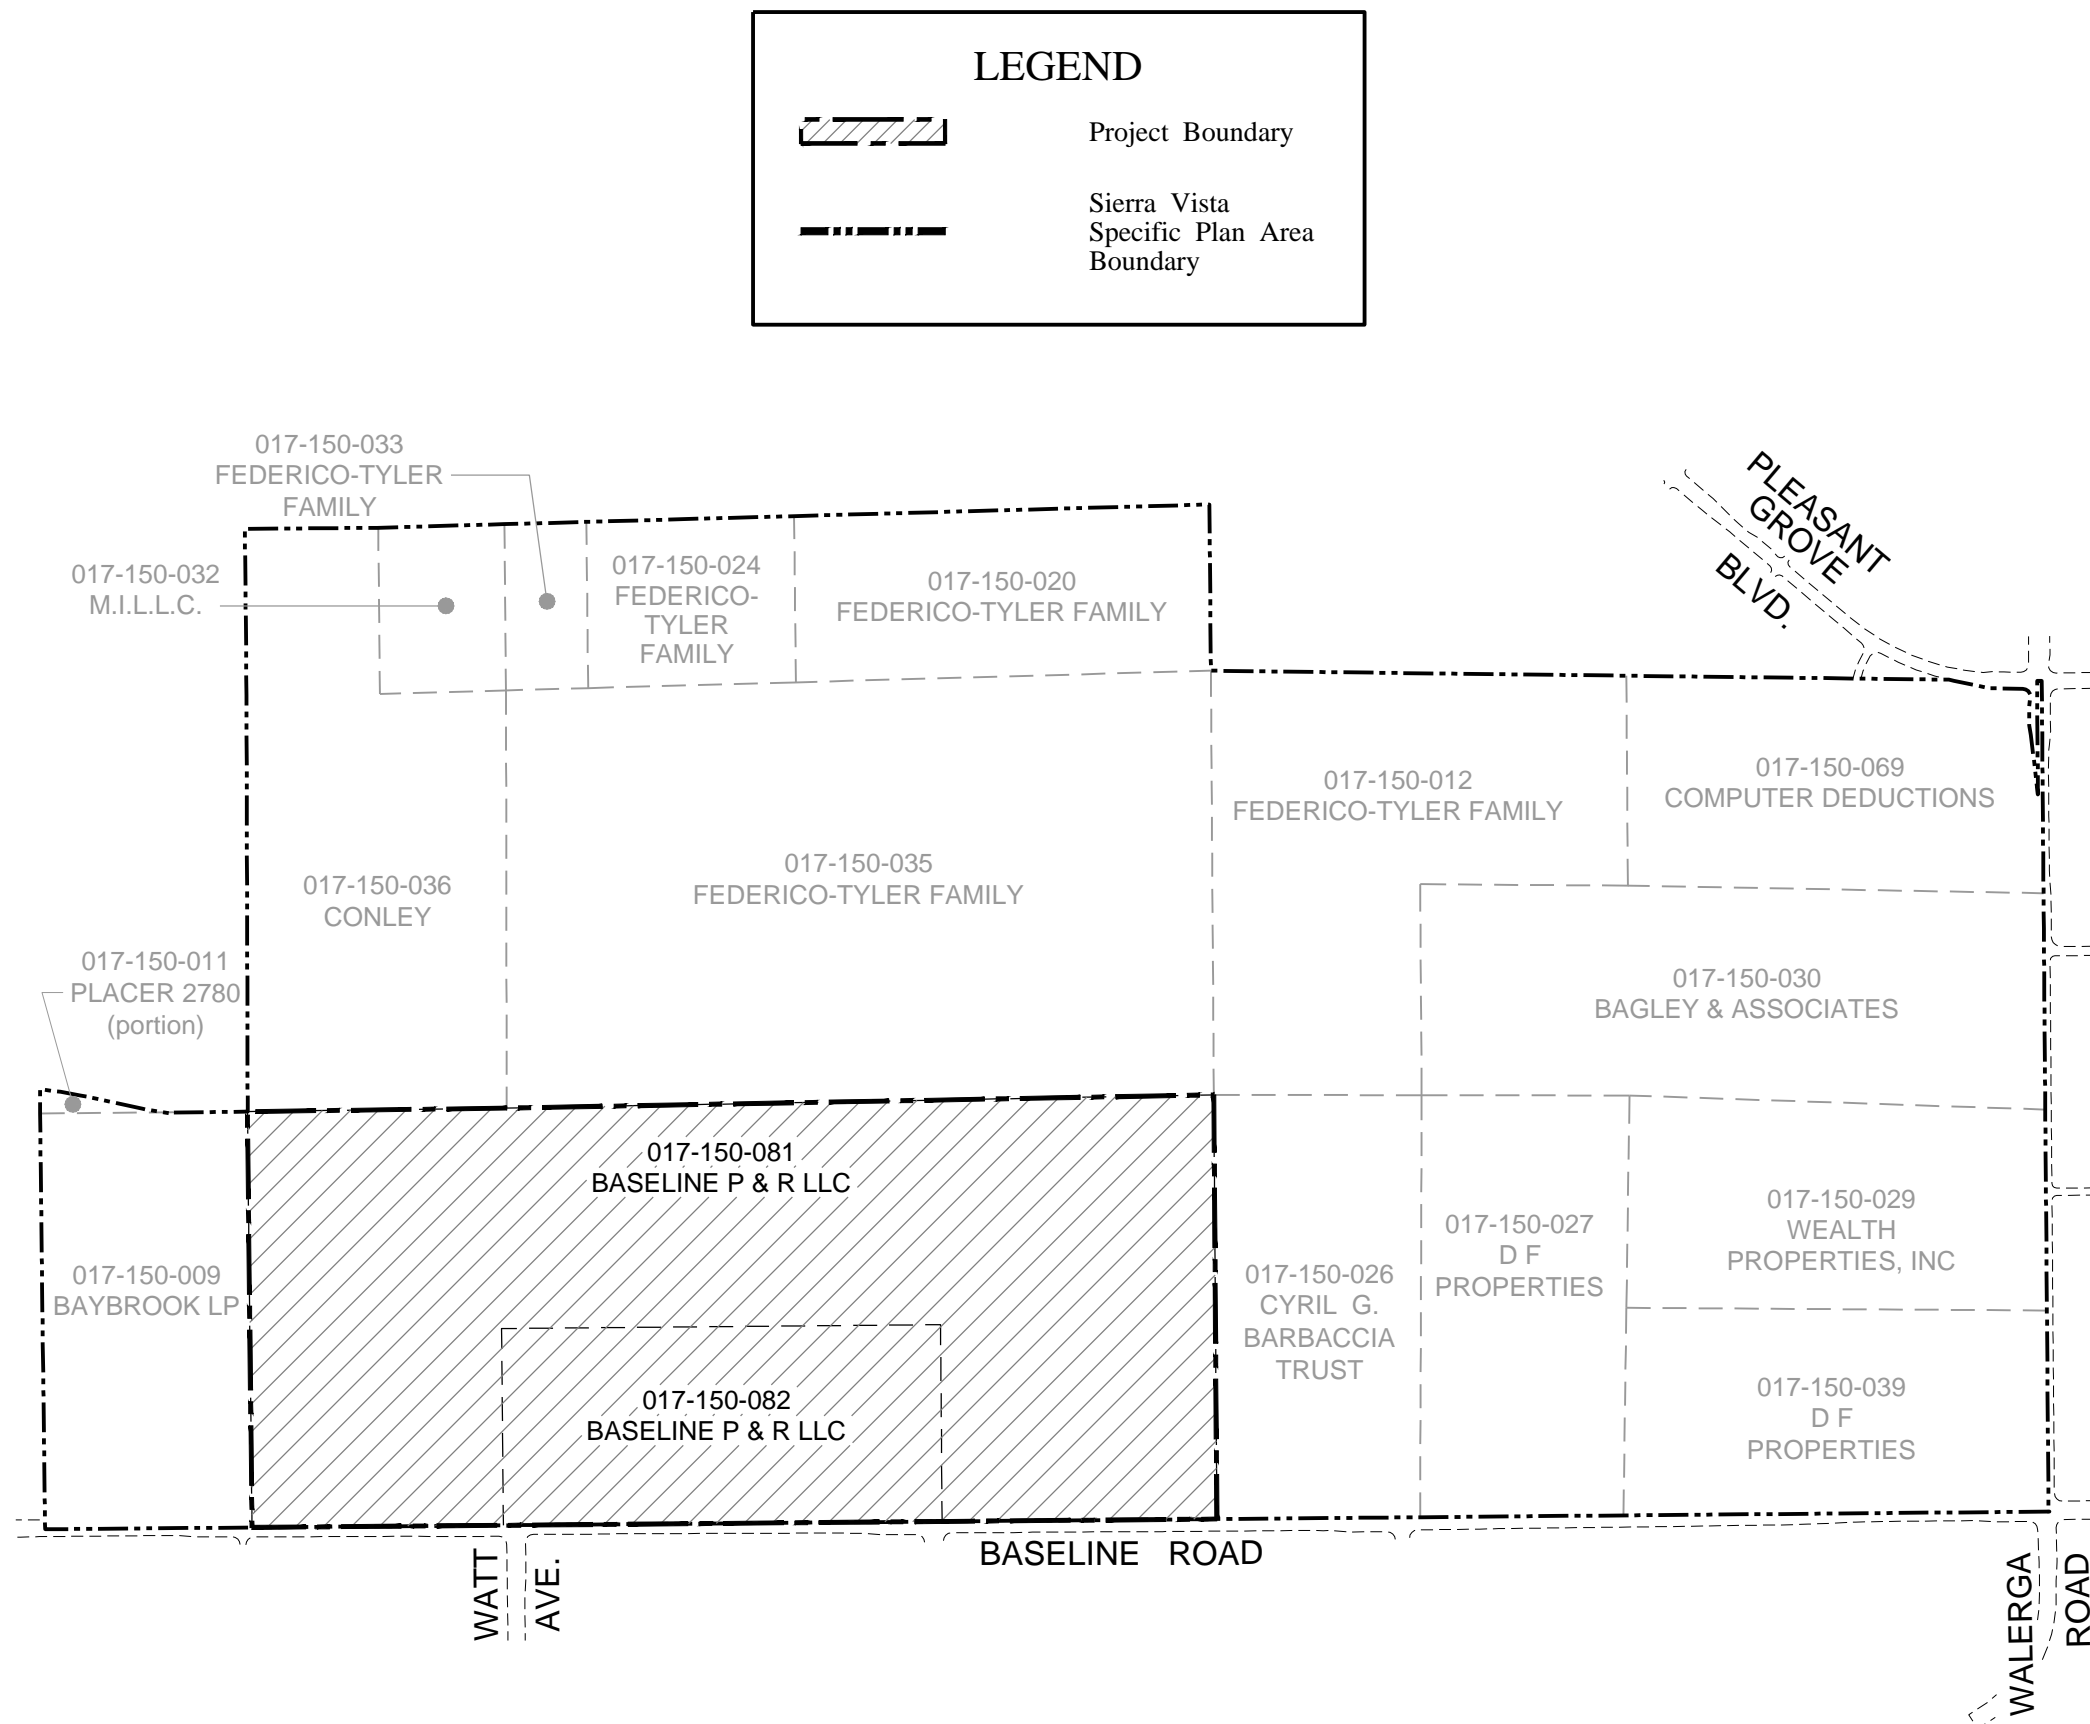 LEGEND
Project Boundary
Sierra Vista
Specific Plan Area
Boundary
017-150-033
FEDERICO-TYLER
FAMILY
017-150-032
M.I.L.L.C.
017-150-024
FEDERICO-
TYLER
FAMILY
017-150-020
FEDERICO-TYLER FAMILY
PLEASANT
GROVE
BLVD.
017-150-012
FEDERICO-TYLER FAMILY
017-150-069
COMPUTER DEDUCTIONS
017-150-036
CONLEY
017-150-035
FEDERICO-TYLER FAMILY
017-150-011
PLACER 2780
(portion)
017-150-030
BAGLEY & ASSOCIATES
017-150-081
BASELINE P & R LLC
017-150-009
BAYBROOK LP
017-150-082
BASELINE P & R LLC
017-150-026
CYRIL G.
BARBACCIA
TRUST
017-150-027
D F
PROPERTIES
017-150-029
WEALTH
PROPERTIES, INC
017-150-039
D F
PROPERTIES
BASELINE ROAD
WATT
AVE.
WALERGA
ROAD